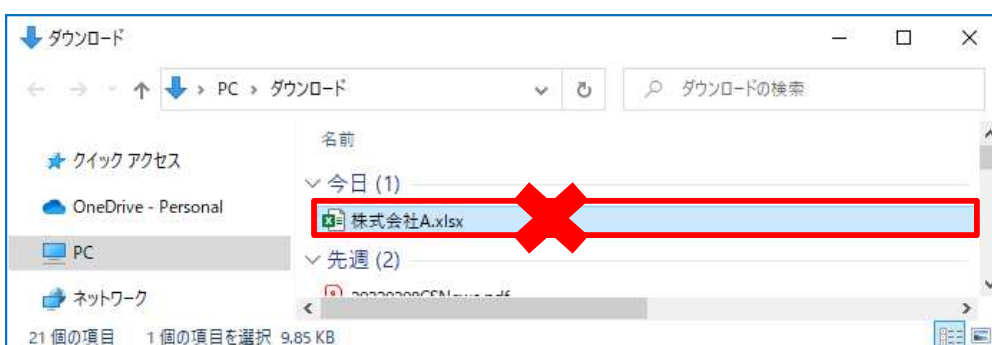 ダウンロード
PC › ダウンロード
ダウンロードの検索
クイック アクセス
OneDrive - Personal
PC
ネットワーク
名前
今日 (1)
株式会社A.xlsx
先週 (2)
21 個の項目 1 個の項目を選択 9.85 KB